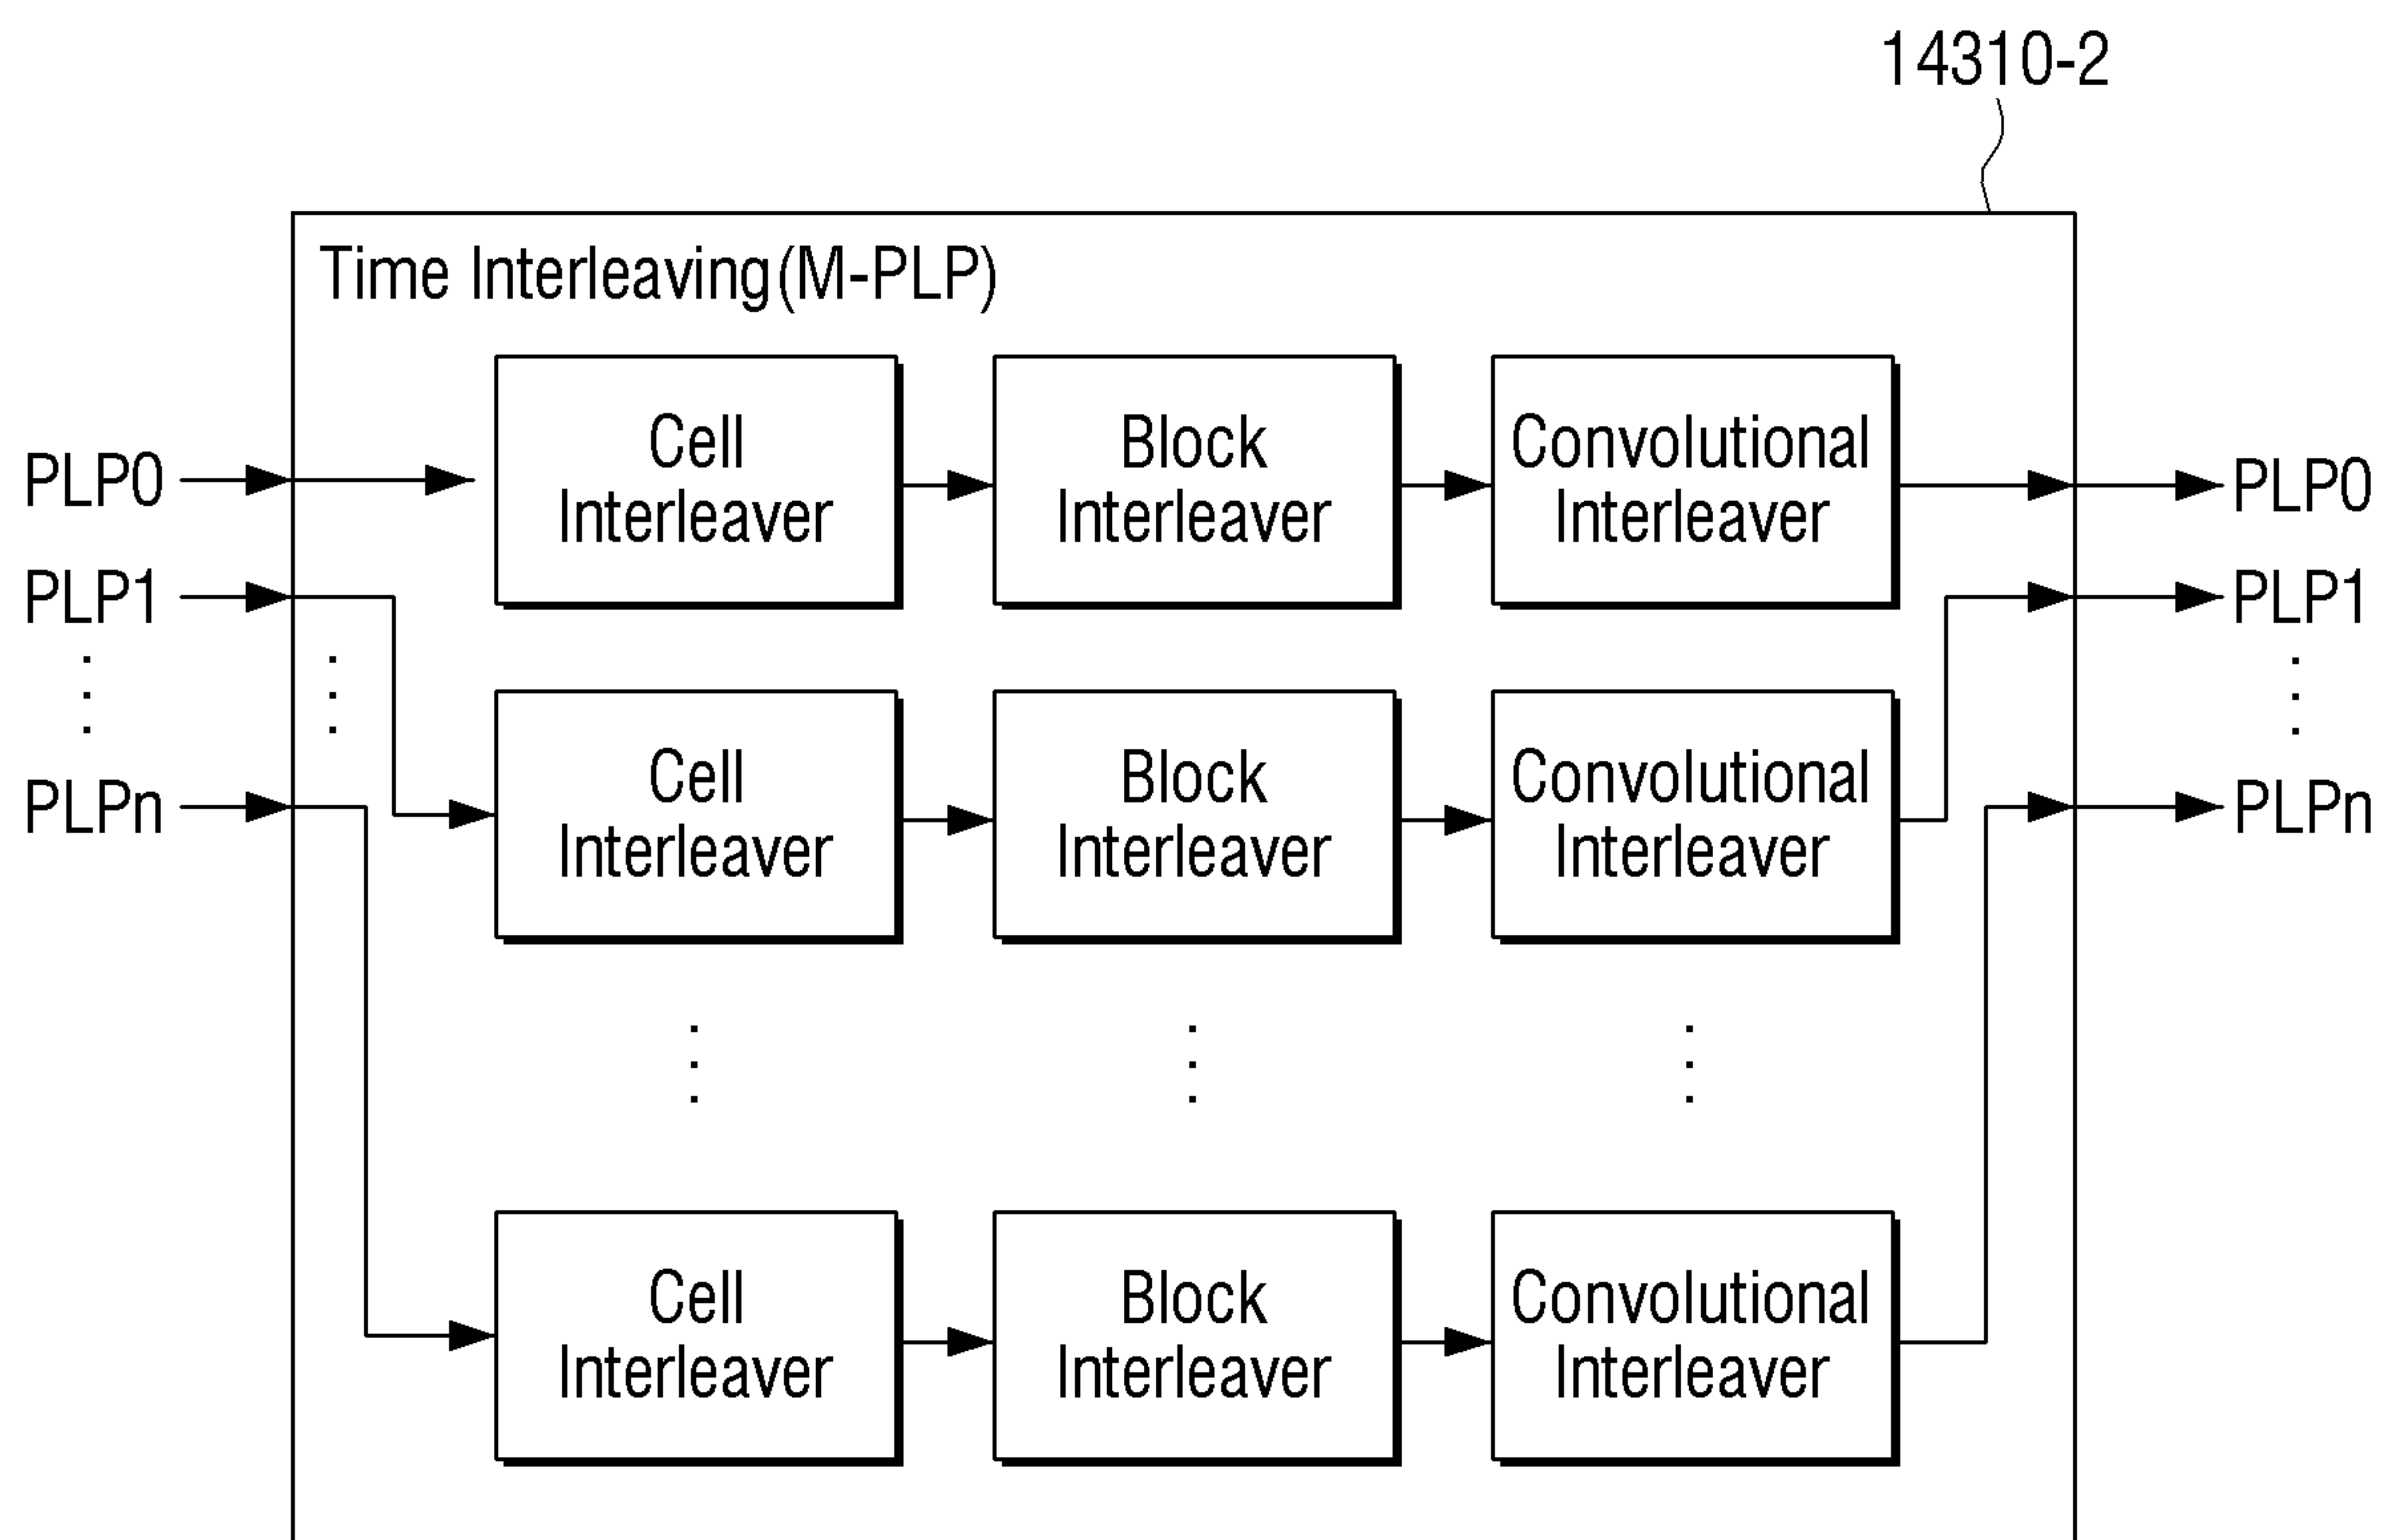 14310-2
Time Interleaving(M-PLP)
PLP0
Cell
Interleaver
Block
Interleaver
Convolutional
Interleaver
PLP0
PLP1
PLP1
Cell
Interleaver
Block
Interleaver
Convolutional
Interleaver
PLPn
PLPn
Cell
Interleaver
Block
Interleaver
Convolutional
Interleaver